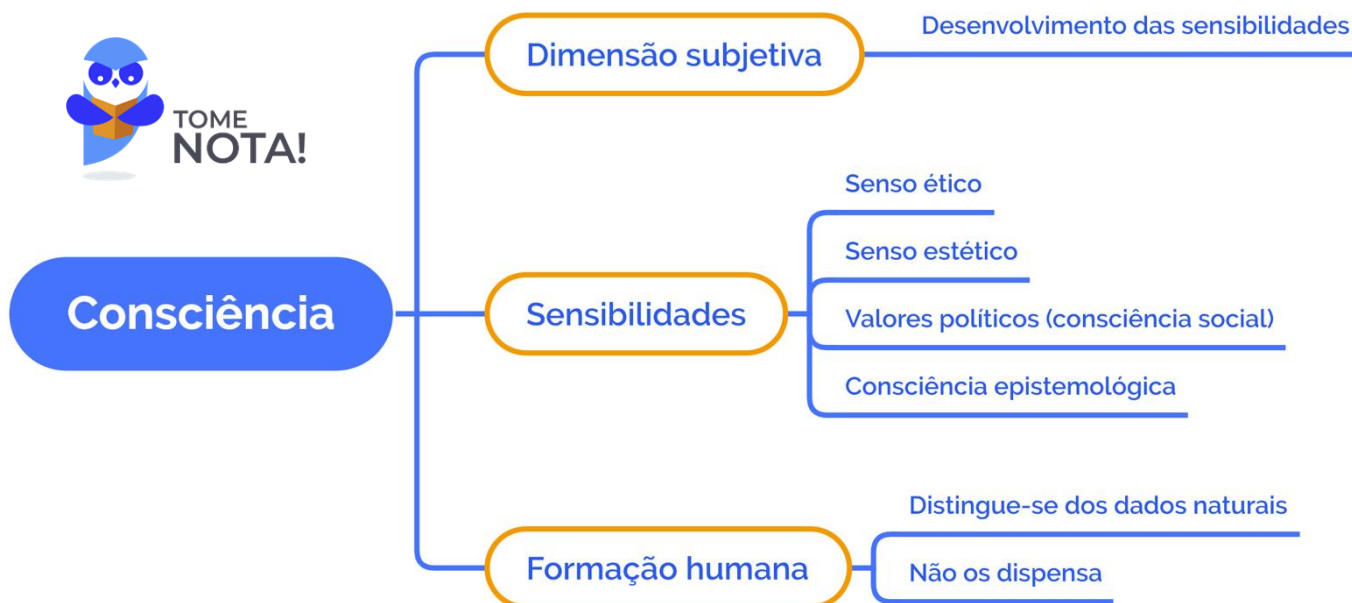 TOME
NOTA!
Consciência
Dimensão subjetiva
Desenvolvimento das sensibilidades
Sensibilidades
Senso ético
Senso estético
Valores políticos (consciência social)
Consciência epistemológica
Formação humana
Distingue-se dos dados naturais
Não os dispensa